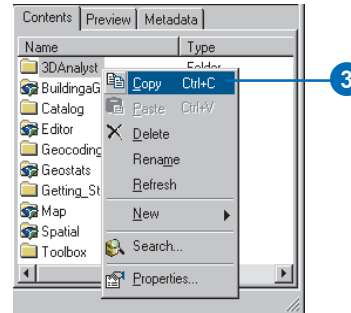 Contents Preview Metadata
Name Type
3DAnalyst Folder
BuildingaG
Catalog
Editor
Geocoding
Geostats
Getting_St
Map
Spatial
Toolbox
Copy Ctrl+C
Paste Ctrl+V
Delete
Rename
Refresh
New
Search...
Properties...
3